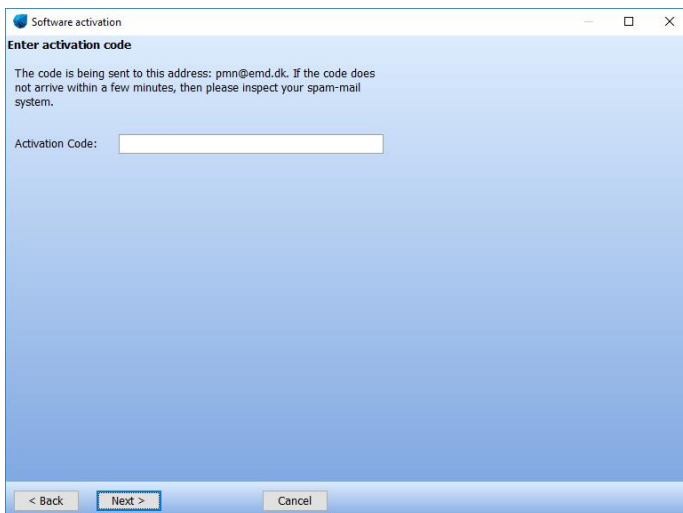 Software activation
Enter activation code
The code is being sent to this address: pmn@emd.dk. If the code does
not arrive within a few minutes, then please inspect your spam-mail
system.
Activation Code:
< Back Next > Cancel